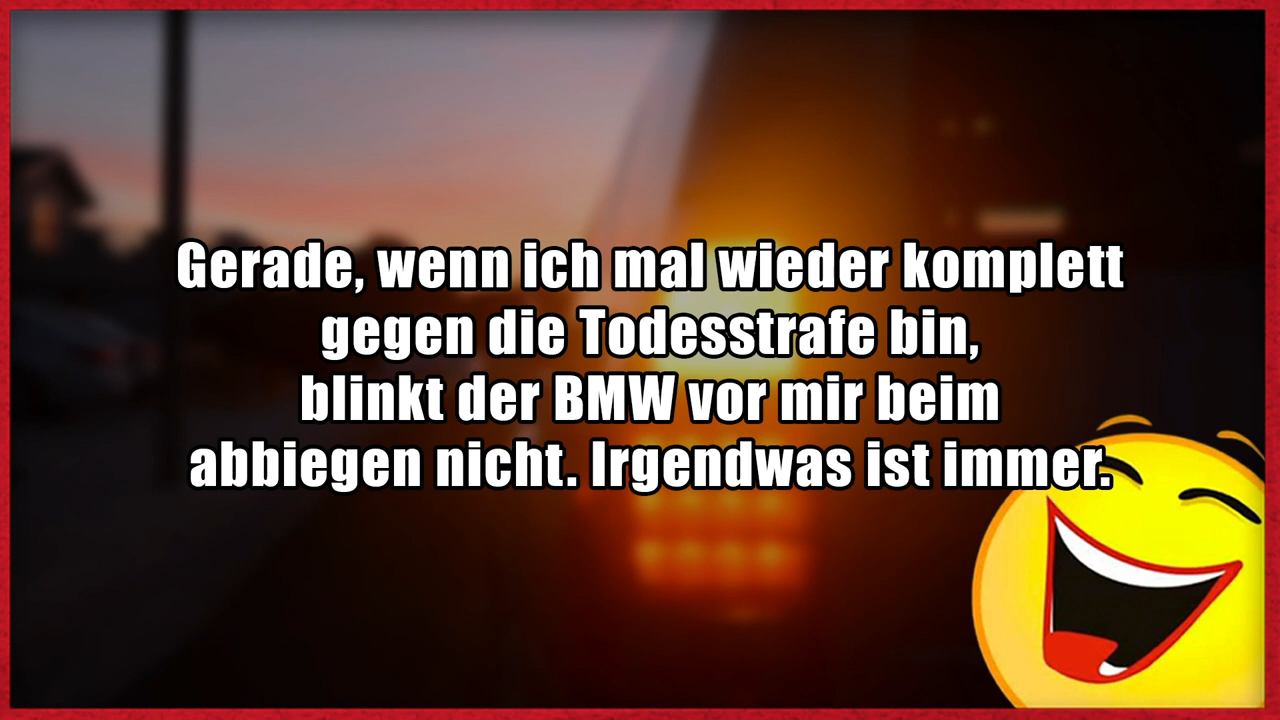 Gerade, wenn ich mal wieder komplett
gegen die Todesstrafe bin,
blinkt der BMW vor mir beim
abbiegen nicht. Irgendwas ist immer.